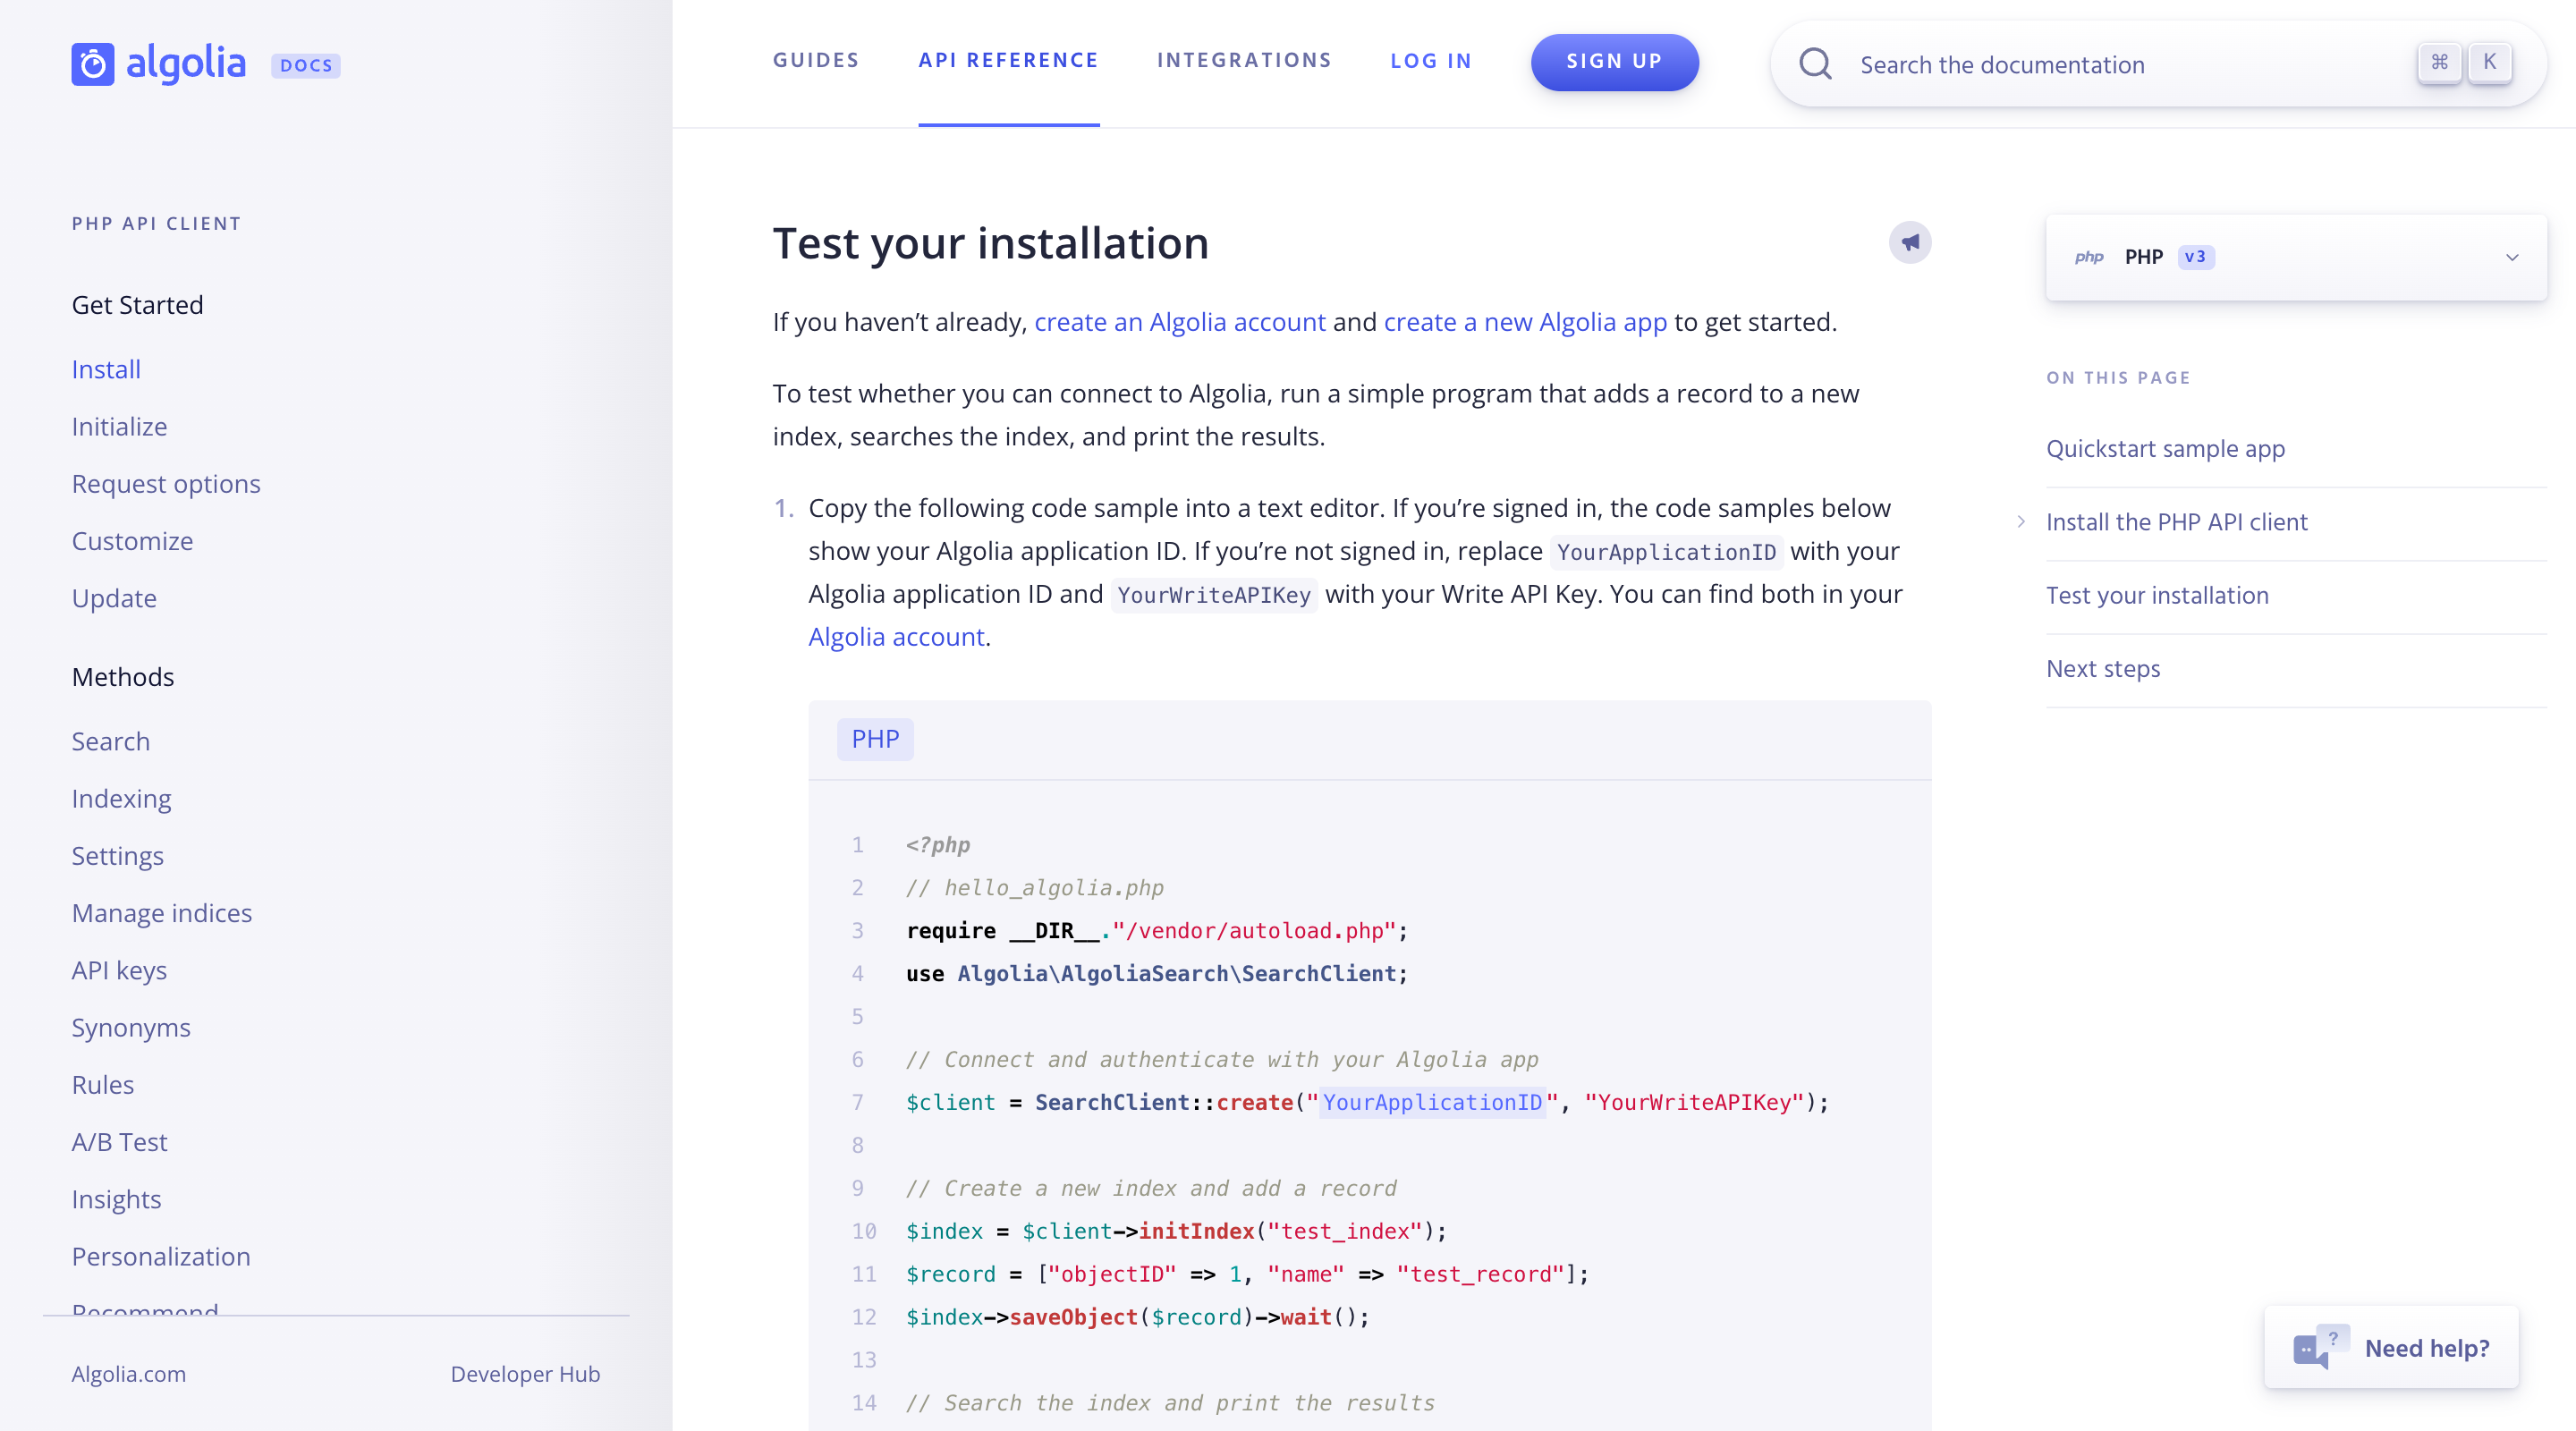 algolia DOCS
GUIDES API REFERENCE INTEGRATIONS LOG IN SIGN UP Search the documentation ⌘ K
PHP API CLIENT
Get Started
Install
Initialize
Request options
Customize
Update
Methods
Search
Indexing
Settings
Manage indices
API keys
Synonyms
Rules
A/B Test
Insights
Personalization
Recommend
Algolia.com Developer Hub
Test your installation
If you haven’t already, create an Algolia account and create a new Algolia app to get started.
To test whether you can connect to Algolia, run a simple program that adds a record to a new
index, searches the index, and print the results.
1. Copy the following code sample into a text editor. If you’re signed in, the code samples below
show your Algolia application ID. If you’re not signed in, replace YourApplicationID with your
Algolia application ID and YourWriteAPIKey with your Write API Key. You can find both in your
Algolia account.
PHP
1 <?php
2 // hello_algolia.php
3 require __DIR__."/vendor/autoload.php";
4 use Algolia\AlgoliaSearch\SearchClient;
5
6 // Connect and authenticate with your Algolia app
7 $client = SearchClient::create("YourApplicationID", "YourWriteAPIKey");
8
9 // Create a new index and add a record
10 $index = $client->initIndex("test_index");
11 $record = ["objectID" => 1, "name" => "test_record"];
12 $index->saveObject($record)->wait();
13
14 // Search the index and print the results
php PHP v3
ON THIS PAGE
Quickstart sample app
Install the PHP API client
Test your installation
Next steps
? Need help?